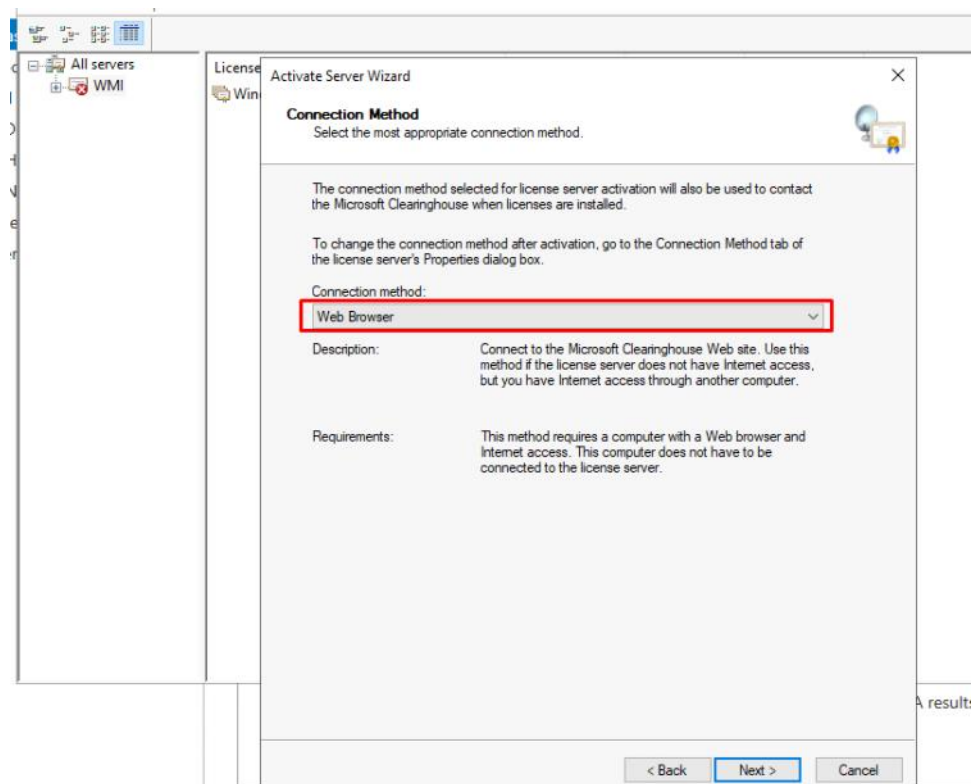 All servers
WMI
License
Win
Activate Server Wizard
Connection Method
Select the most appropriate connection method.
The connection method selected for license server activation will also be used to contact
the Microsoft Clearinghouse when licenses are installed.
To change the connection method after activation, go to the Connection Method tab of
the license server's Properties dialog box.
Connection method:
Web Browser
Description:
Connect to the Microsoft Clearinghouse Web site. Use this
method if the license server does not have Internet access,
but you have Internet access through another computer.
Requirements:
This method requires a computer with a Web browser and
Internet access. This computer does not have to be
connected to the license server.
A results
< Back
Next >
Cancel